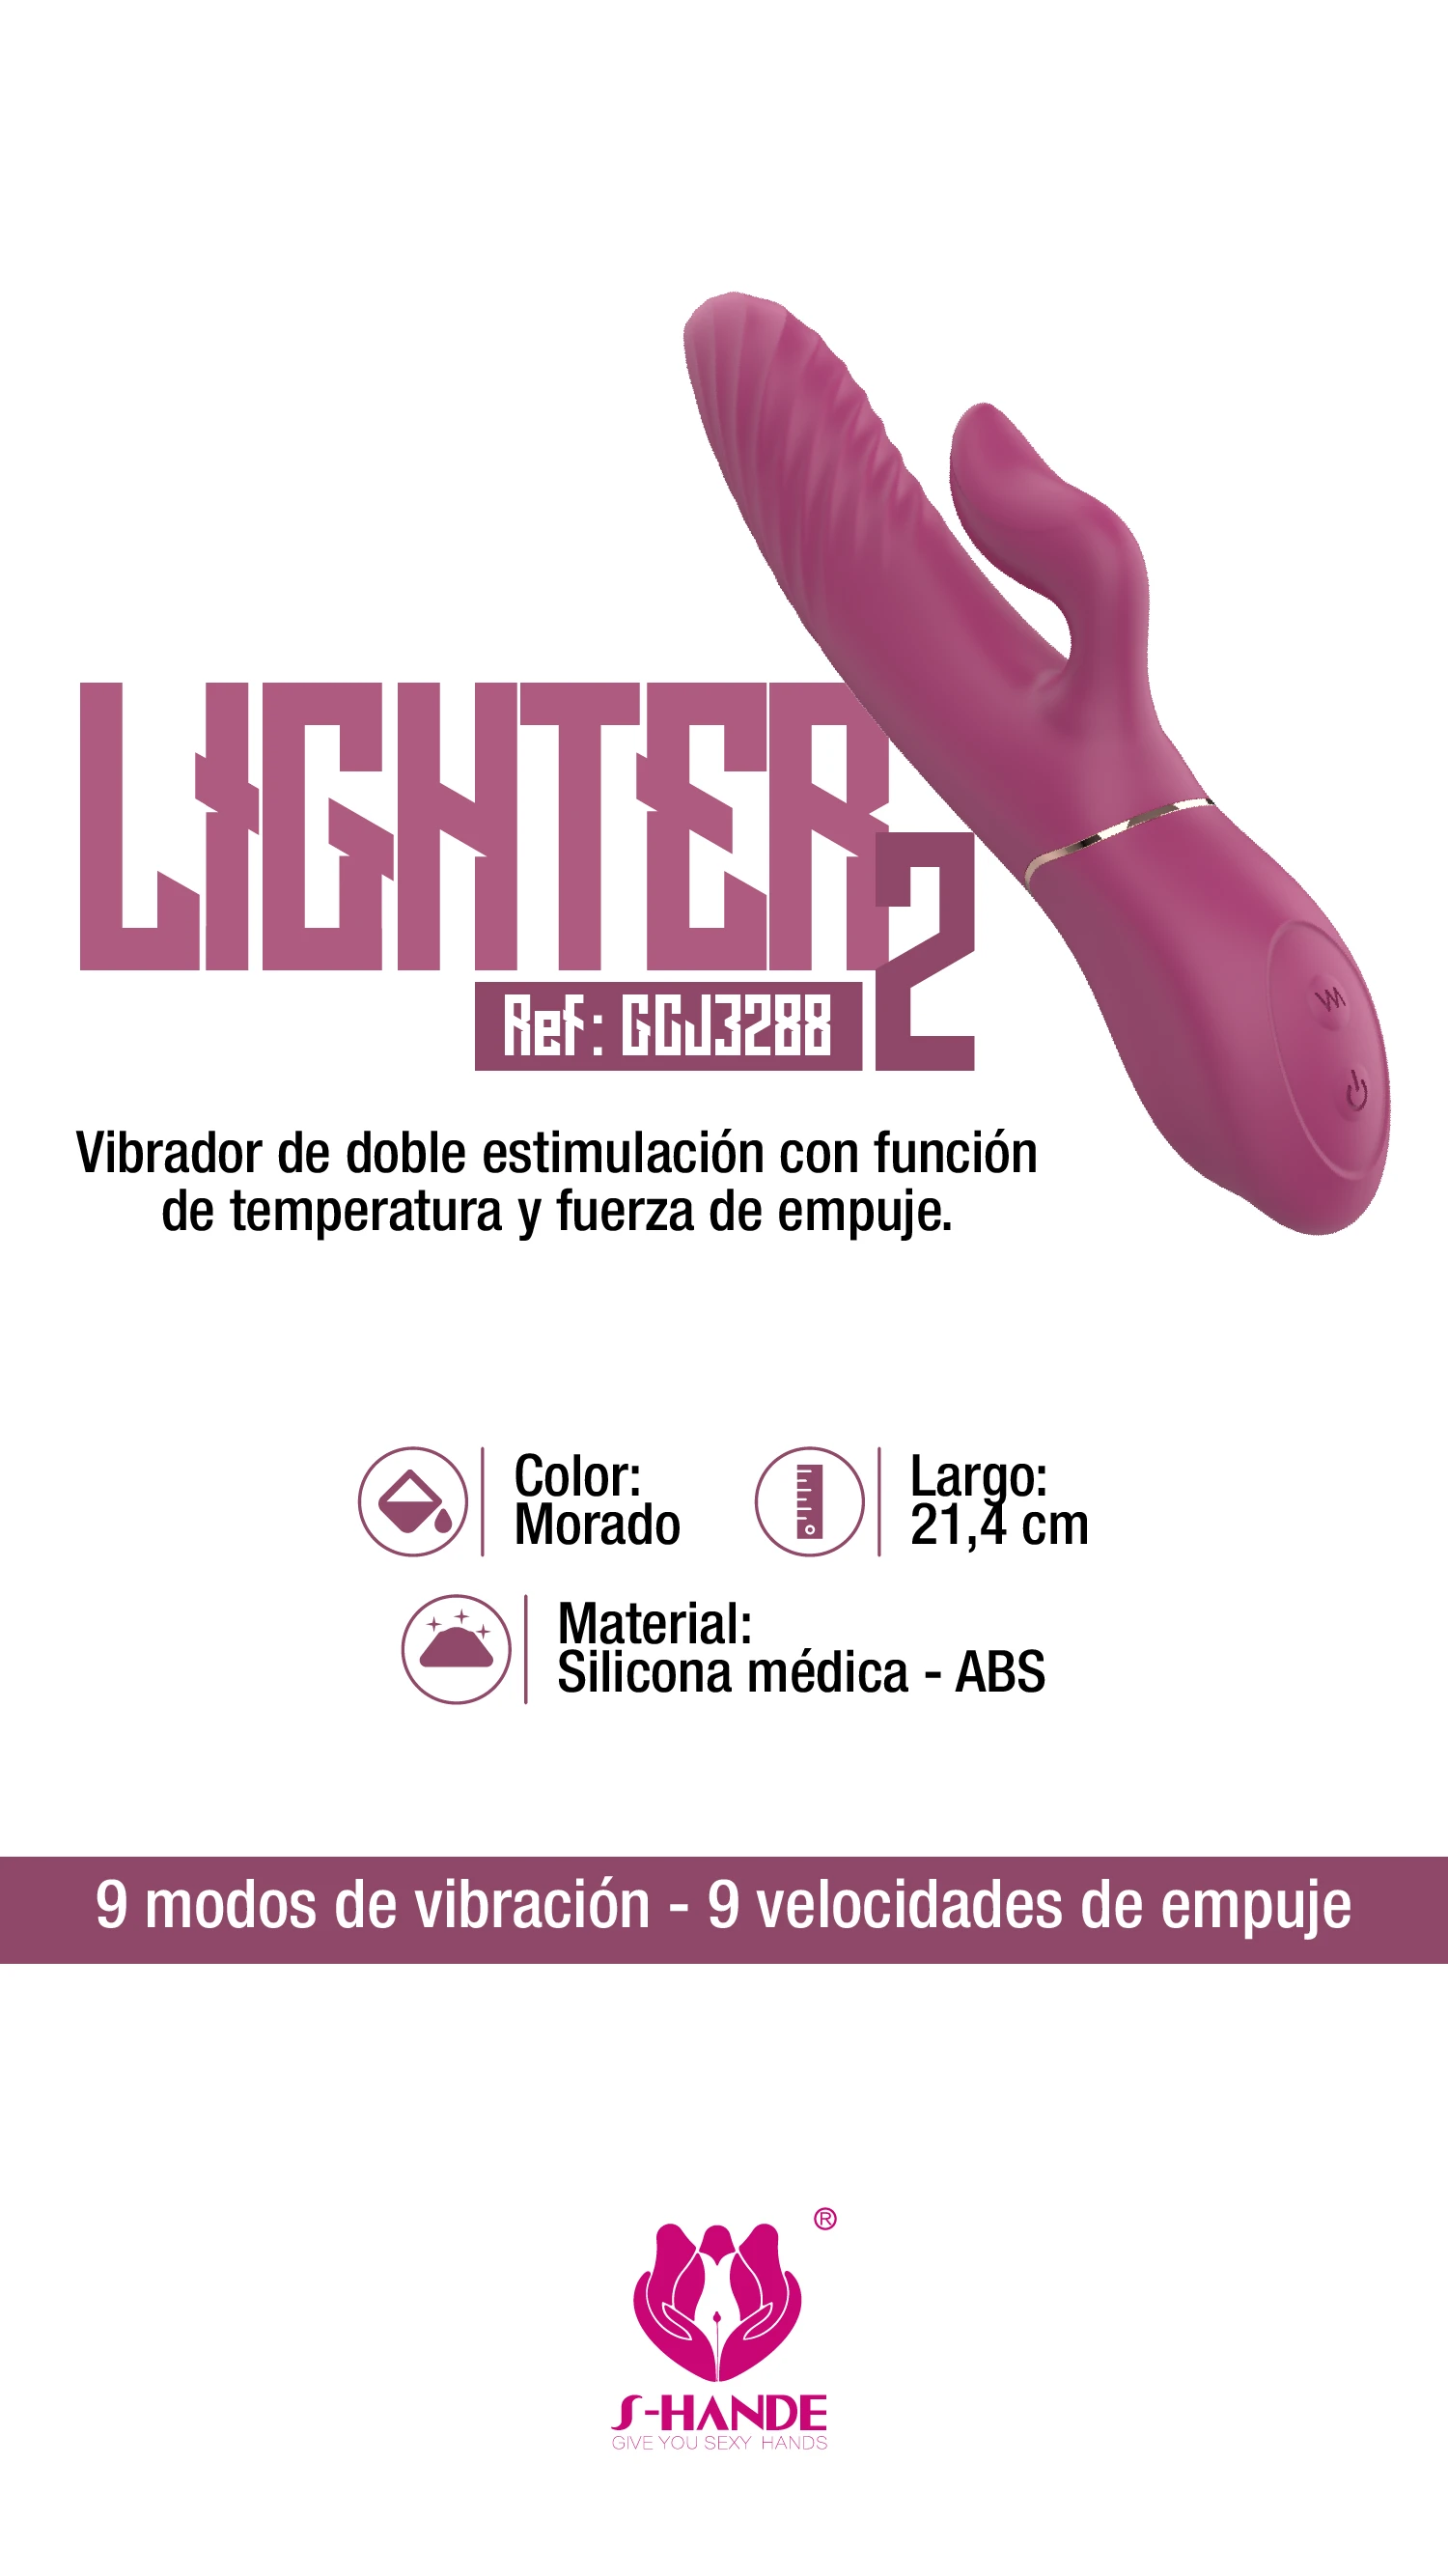 LIGHTER
2
Ref: GCJ3288
Vibrador de doble estimulación con función
de temperatura y fuerza de empuje.
Color:
Morado
Largo:
21,4 cm
Material:
Silicona médica - ABS
9 modos de vibración - 9 velocidades de empuje
®
S-HANDE
GIVE YOU SEXY HANDS